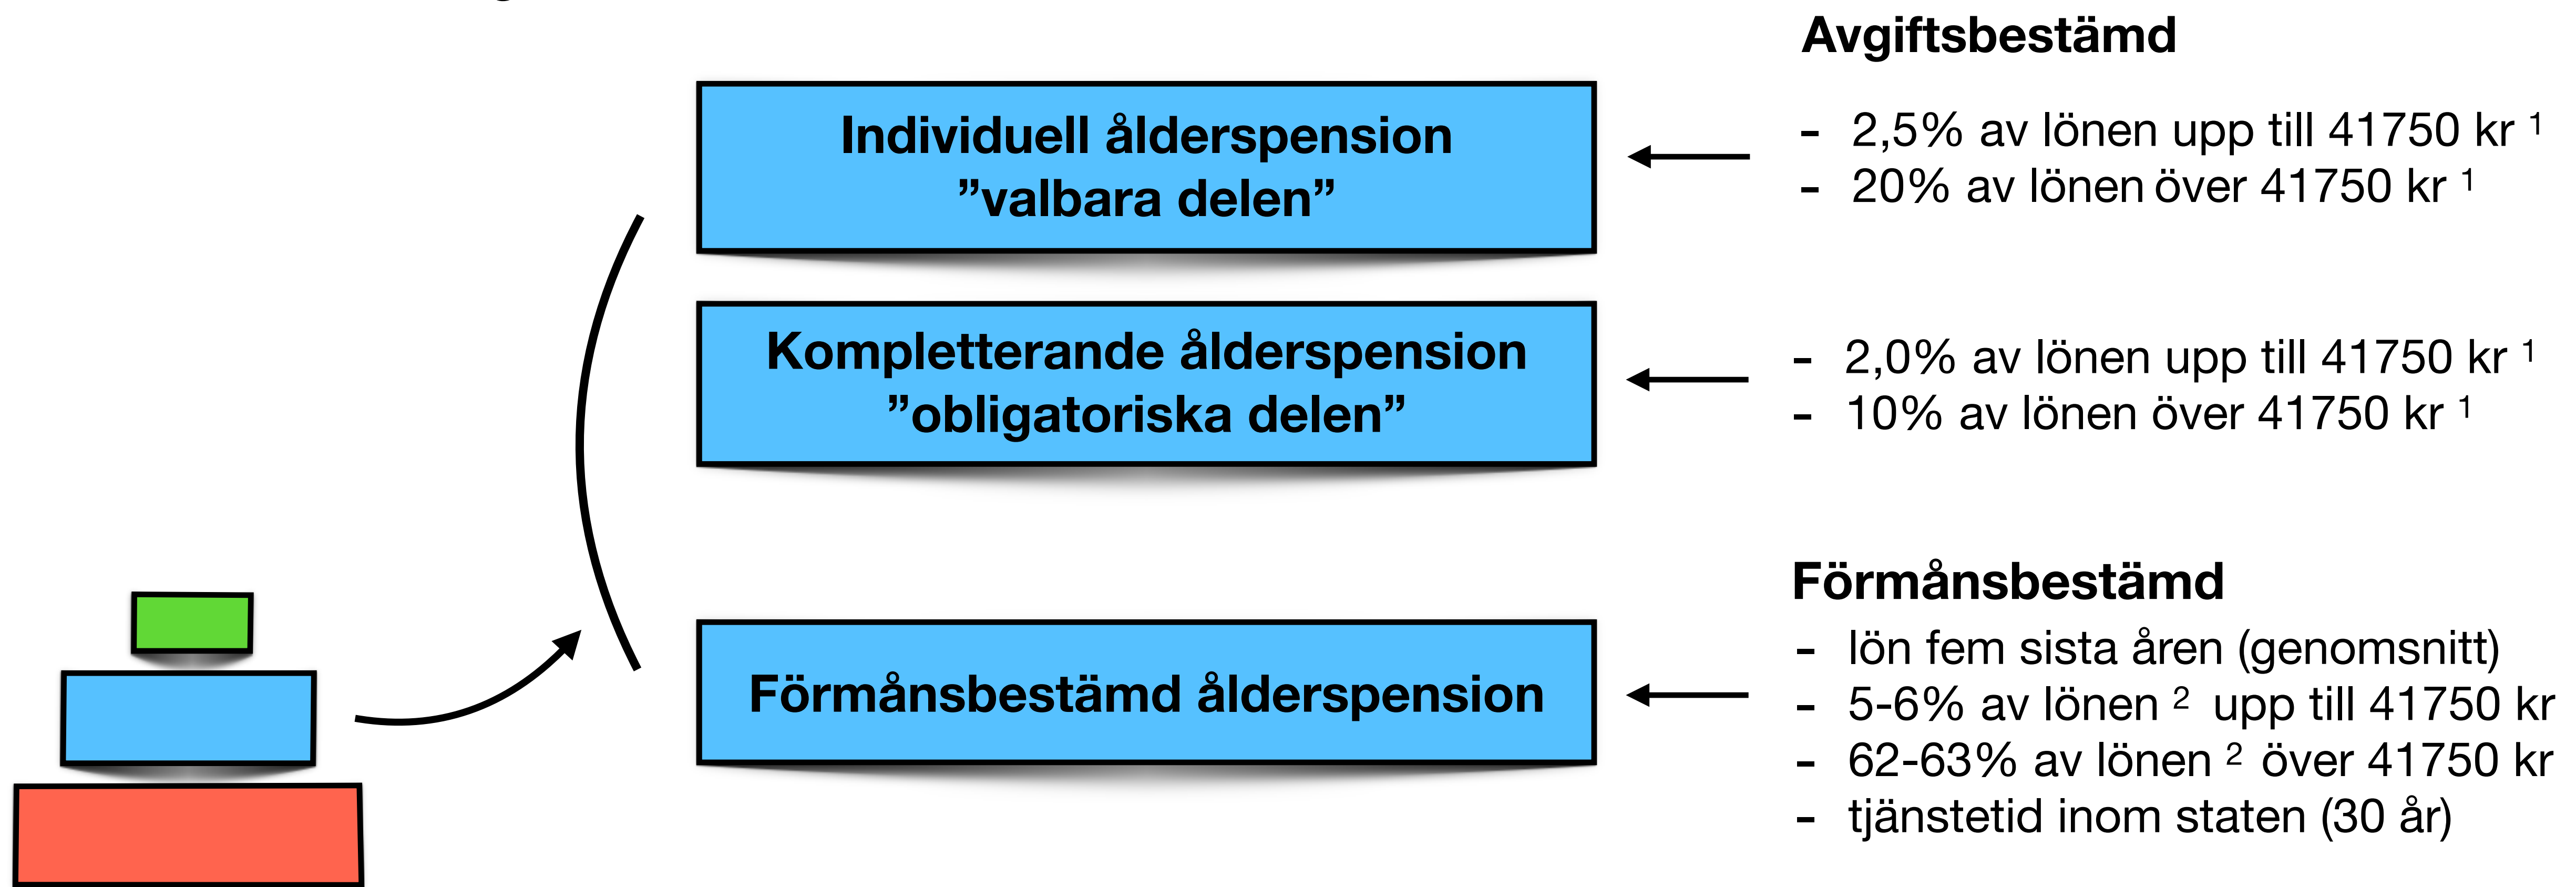 Avgiftsbestämd
Individuell ålderspension
”valbara delen”
- 2,5% av lönen upp till 41750 kr ¹
- 20% av lönen över 41750 kr ¹
Kompletterande ålderspension
”obligatoriska delen”
- 2,0% av lönen upp till 41750 kr ¹
- 10% av lönen över 41750 kr ¹
Förmånsbestämd
Förmånsbestämd ålderspension
- lön fem sista åren (genomsnitt)
- 5-6% av lönen ² upp till 41750 kr
- 62-63% av lönen ² över 41750 kr
- tjänstetid inom staten (30 år)